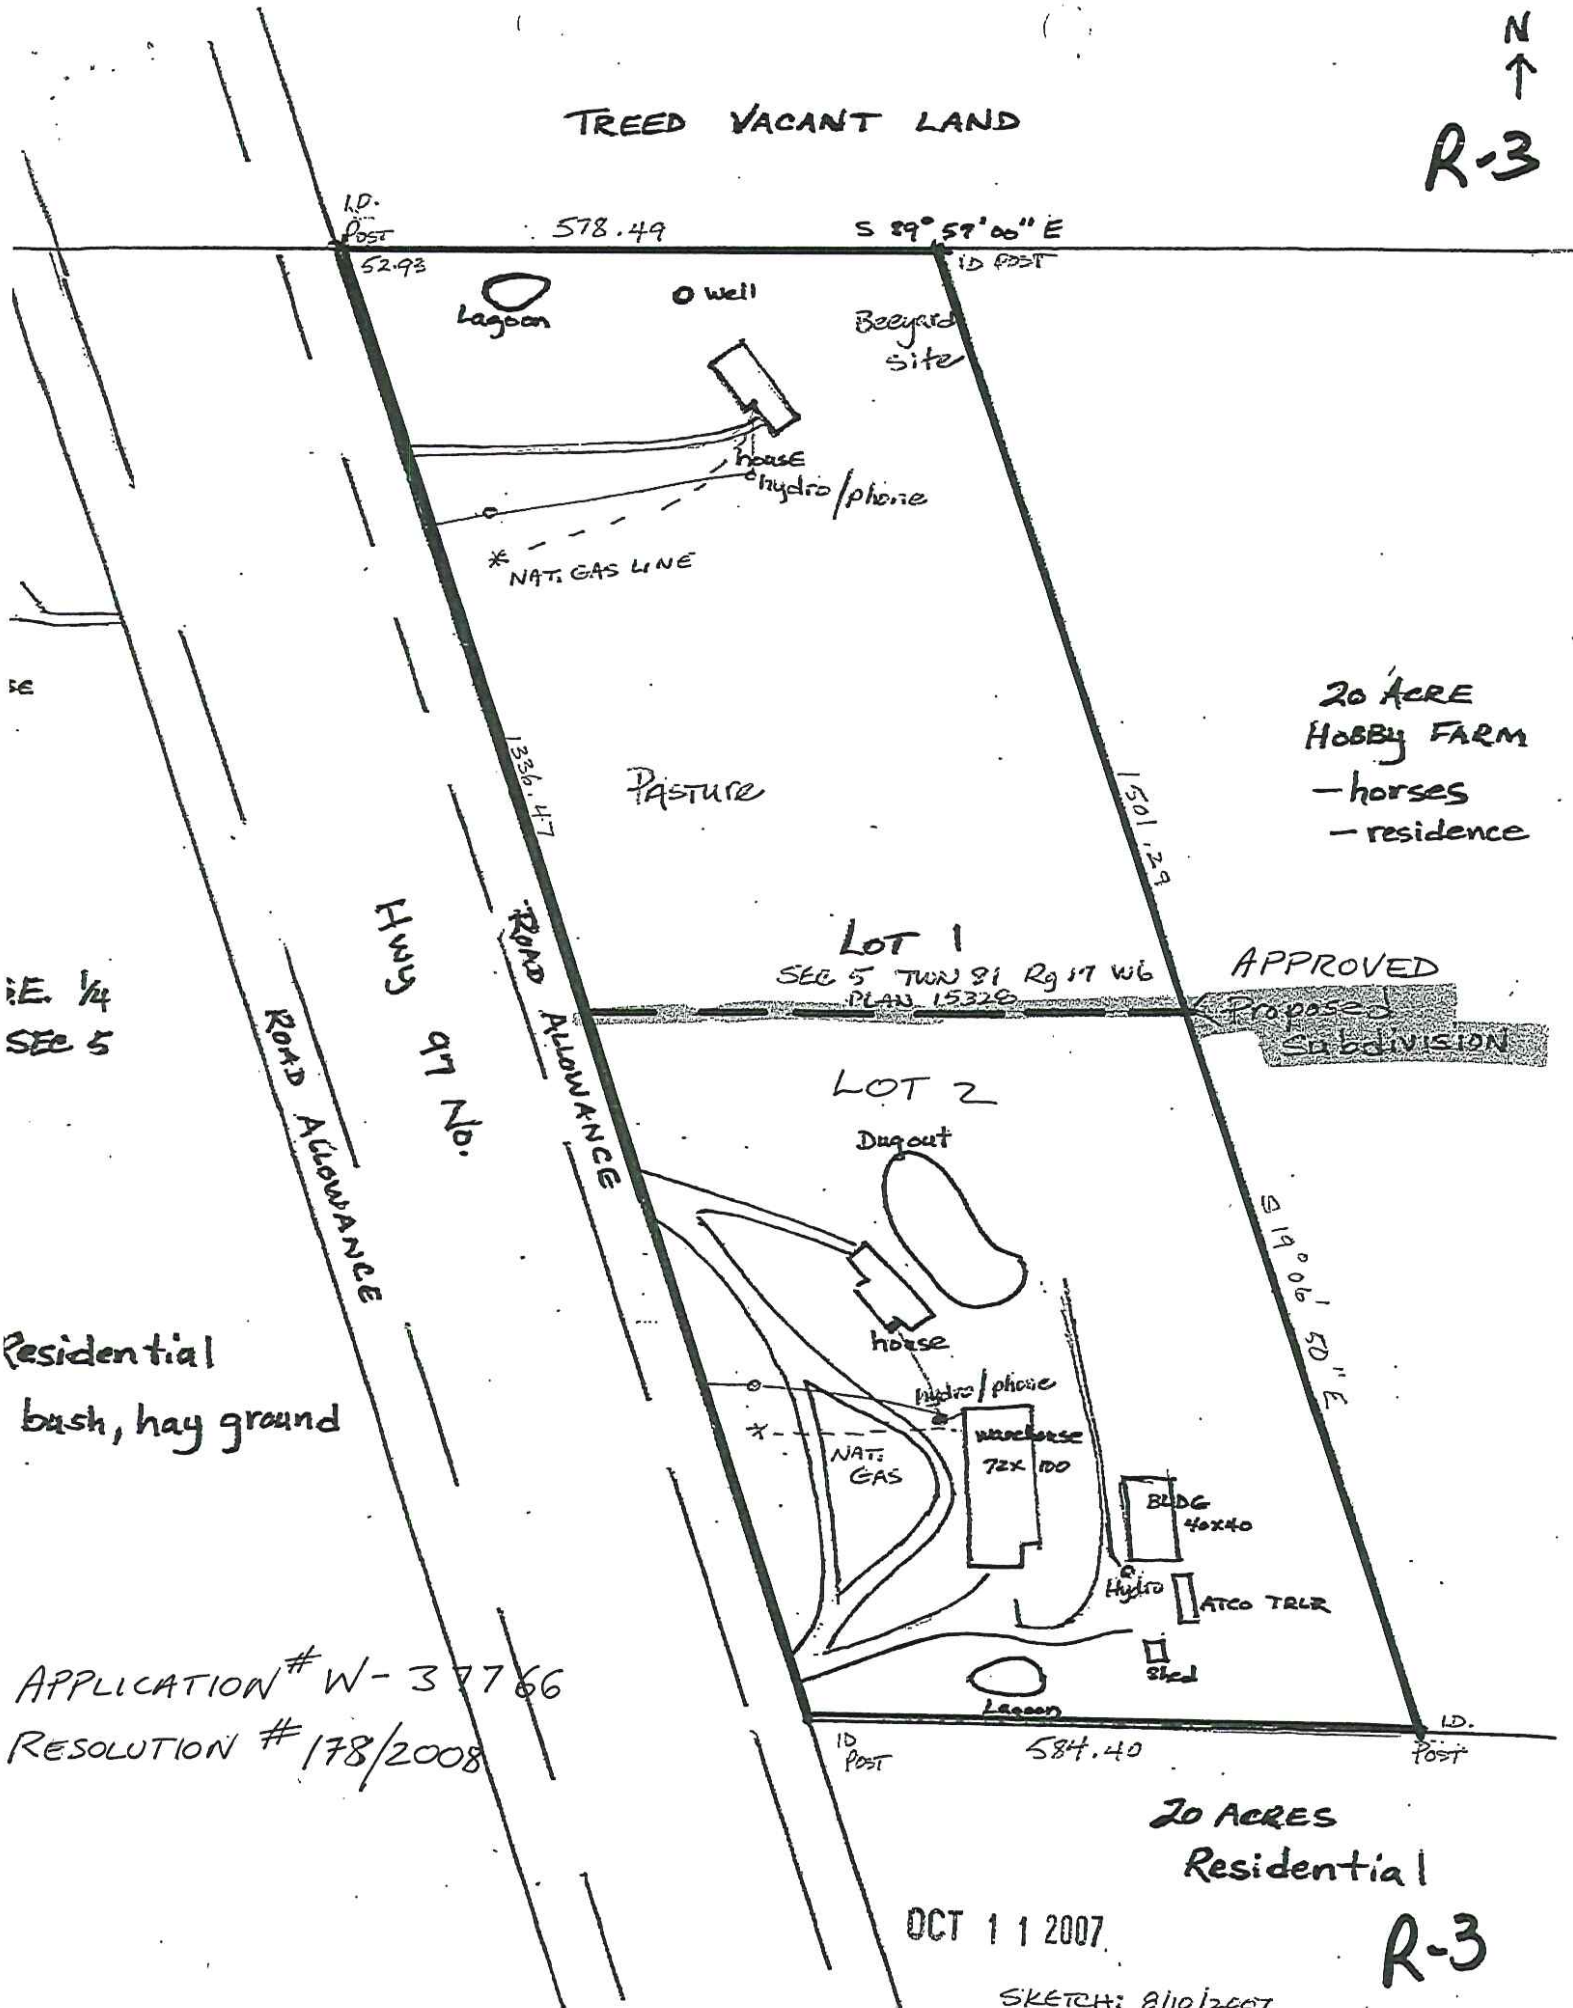 N
R-3
TREED VACANT LAND
I.D.
POST
578.49
S 89° 57' 00" E
52.93
ID POST
Lagoon
well
Beeyard
site
house
hydro/phone
NAT. GAS LINE
SE
20 ACRE
HOBBY FARM
- horses
- residence
1336.47
Pasture
1501.29
LOT 1
SEC 5 TWN 81 Rg 17 W6
PLAN 15328
APPROVED
Proposed
Subdivision
E. 1/4
SEC 5
Hwy 97 No.
ROAD ALLOWANCE
ROAD ALLOWANCE
LOT 2
Dugout
S 19° 06' 50" E
house
hydro/phone
Residential
bush, hay ground
NAT.
GAS
warehouse
72x100
BLDG
40x40
Hydro
ATCO TRLR
Shed
Lagoon
APPLICATION # W-37766
RESOLUTION # 178/2008
ID
POST
584.40
I.D.
POST
20 ACRES
Residential
OCT 11 2007
R-3
SKETCH: 8/10/2007